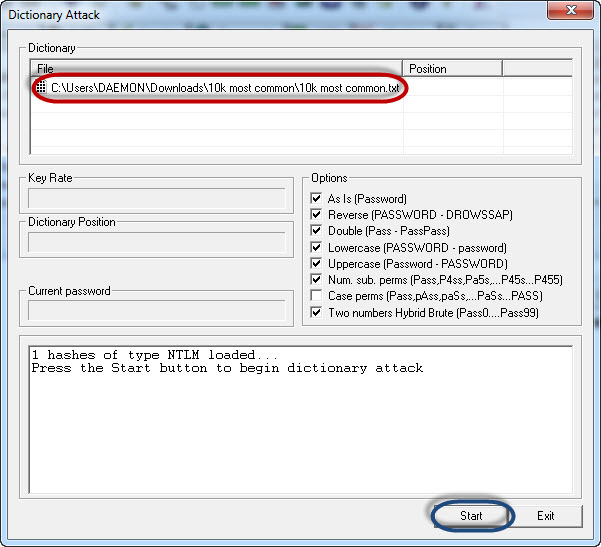 Dictionary Attack
Dictionary
File Position
C:\Users\DAEMON\Downloads\10k most common\10k most common.txt
Key Rate
Dictionary Position
Current password
Options
As Is (Password)
Reverse (PASSWORD - DROWSSAP)
Double (Pass - PassPass)
Lowercase (PASSWORD - password)
Uppercase (Password - PASSWORD)
Num. sub. perms (Pass,P4ss,Pa5s,...P45s...P455)
Case perms (Pass,pAss,paSs,...PaSs...PASS)
Two numbers Hybrid Brute (Pass0....Pass99)
1 hashes of type NTLM loaded...
Press the Start button to begin dictionary attack
Start Exit